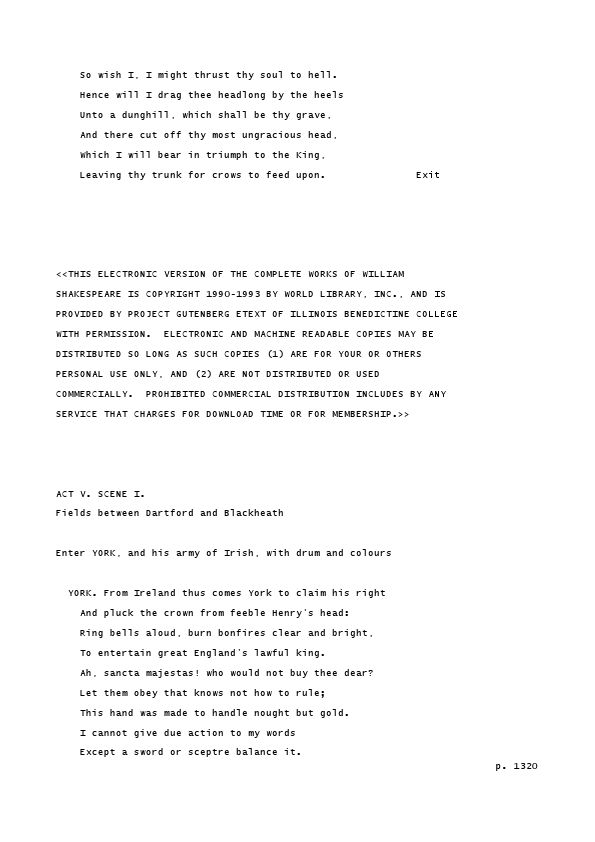 So wish I, I might thrust thy soul to hell.
Hence will I drag thee headlong by the heels
Unto a dunghill, which shall be thy grave,
And there cut off thy most ungracious head,
Which I will bear in triumph to the King,
Leaving thy trunk for crows to feed upon. Exit
<<THIS ELECTRONIC VERSION OF THE COMPLETE WORKS OF WILLIAM
SHAKESPEARE IS COPYRIGHT 1990-1993 BY WORLD LIBRARY, INC., AND IS
PROVIDED BY PROJECT GUTENBERG ETEXT OF ILLINOIS BENEDICTINE COLLEGE
WITH PERMISSION. ELECTRONIC AND MACHINE READABLE COPIES MAY BE
DISTRIBUTED SO LONG AS SUCH COPIES (1) ARE FOR YOUR OR OTHERS
PERSONAL USE ONLY, AND (2) ARE NOT DISTRIBUTED OR USED
COMMERCIALLY. PROHIBITED COMMERCIAL DISTRIBUTION INCLUDES BY ANY
SERVICE THAT CHARGES FOR DOWNLOAD TIME OR FOR MEMBERSHIP.>>
ACT V. SCENE I.
Fields between Dartford and Blackheath
Enter YORK, and his army of Irish, with drum and colours
YORK. From Ireland thus comes York to claim his right
And pluck the crown from feeble Henry's head:
Ring bells aloud, burn bonfires clear and bright,
To entertain great England's lawful king.
Ah, sancta majestas! who would not buy thee dear?
Let them obey that knows not how to rule;
This hand was made to handle nought but gold.
I cannot give due action to my words
Except a sword or sceptre balance it.
p. 1320